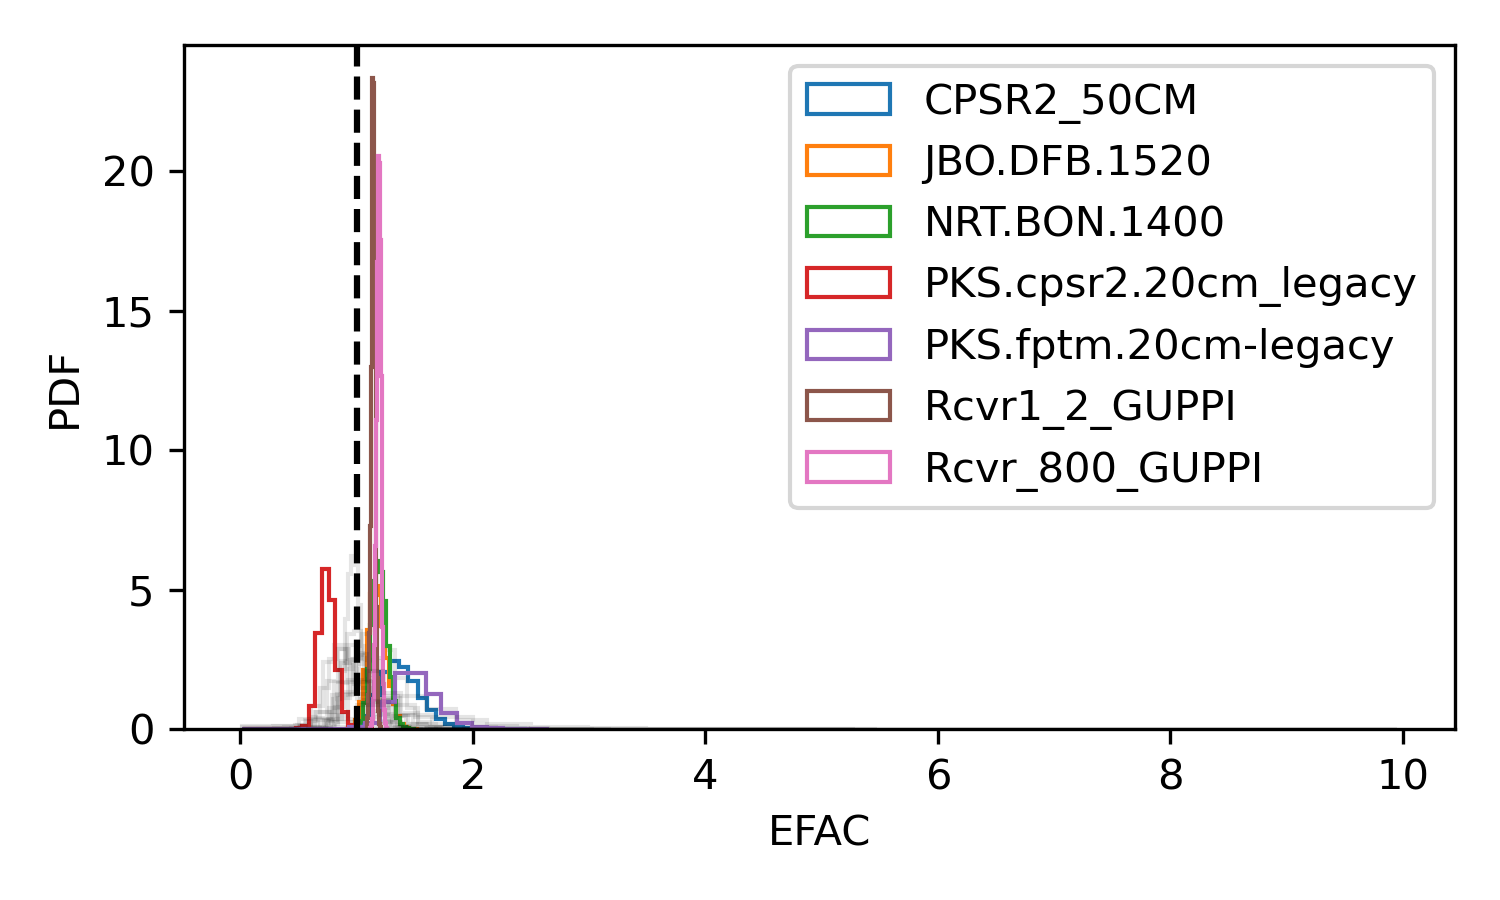 CPSR2_50CM
JBO.DFB.1520
NRT.BON.1400
PKS.cpsr2.20cm_legacy
PKS.fptm.20cm-legacy
Rcvr1_2_GUPPI
Rcvr_800_GUPPI
PDF
20
15
10
5
0
0 2 4 6 8 10
EFAC